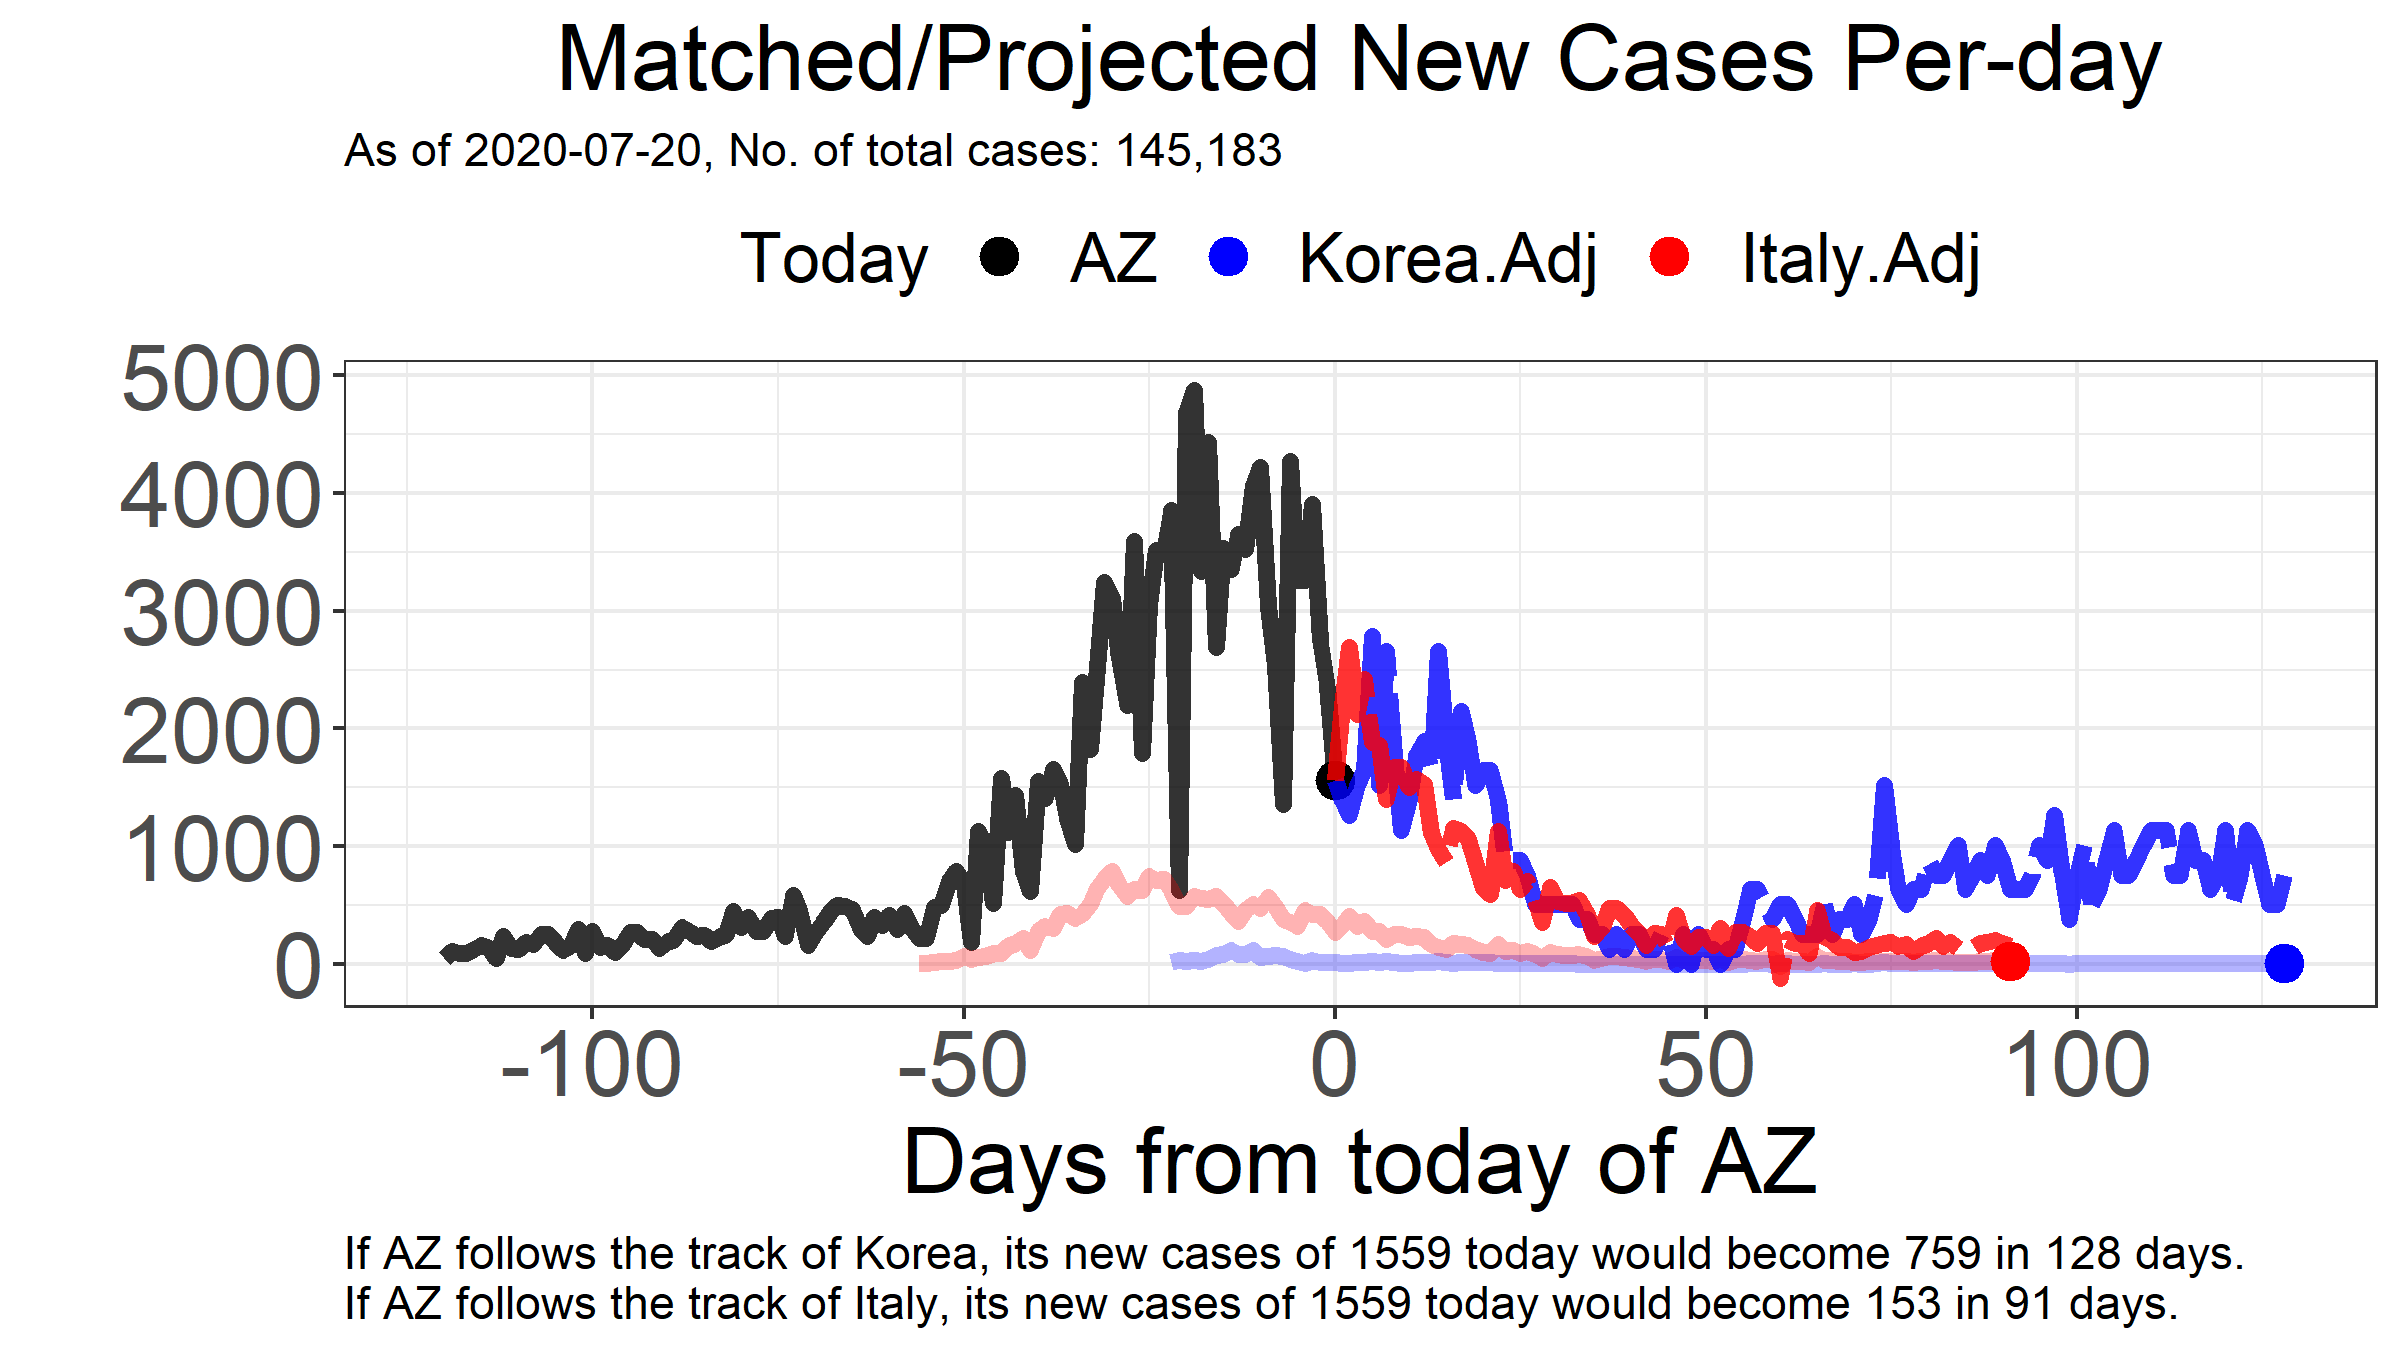 Matched/Projected New Cases Per-day
As of 2020-07-20, No. of total cases: 145,183
Today AZ Korea.Adj Italy.Adj
5000
4000
3000
2000
1000
0
-100 -50 0 50 100
Days from today of AZ
If AZ follows the track of Korea, its new cases of 1559 today would become 759 in 128 days.
If AZ follows the track of Italy, its new cases of 1559 today would become 153 in 91 days.